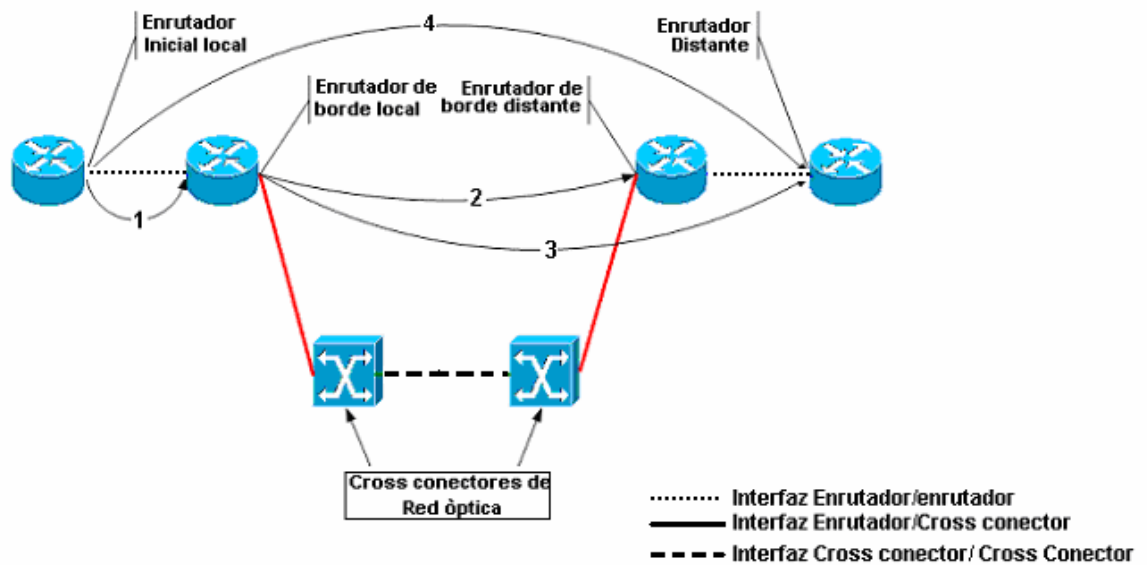 Enrutador
Inicial local
4
Enrutador
Distante
Enrutador de
borde local
Enrutador de
borde distante
1
2
3
Cross conectores de
Red òptica
Interfaz Enrutador/enrutador
Interfaz Enrutador/Cross conector
Interfaz Cross conector/ Cross Conector